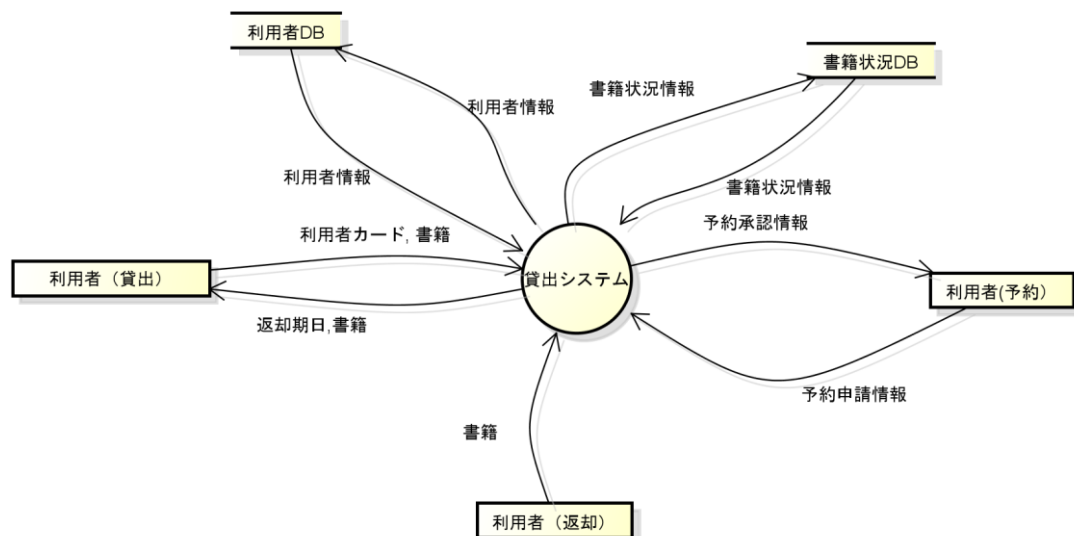 利用者DB
書籍状況DB
書籍状況情報
利用者情報
利用者情報
書籍状況情報
予約承認情報
利用者カード, 書籍
利用者（貸出）
貸出システム
利用者(予約）
返却期日,書籍
予約申請情報
書籍
利用者（返却）